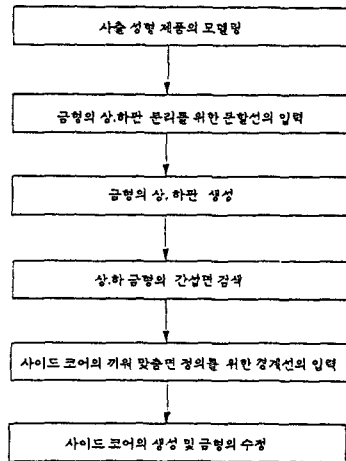 사출 성형 제품의 모델링
금형의 상,하판 분리를 위한 분할선의 입력
금형의 상, 하판 생성
상,하 금형의 간섭면 검색
사이드 코어의 끼워 맞춤면 정의를 위한 경계선의 입력
사이드 코어의 생성 및 금형의 수정